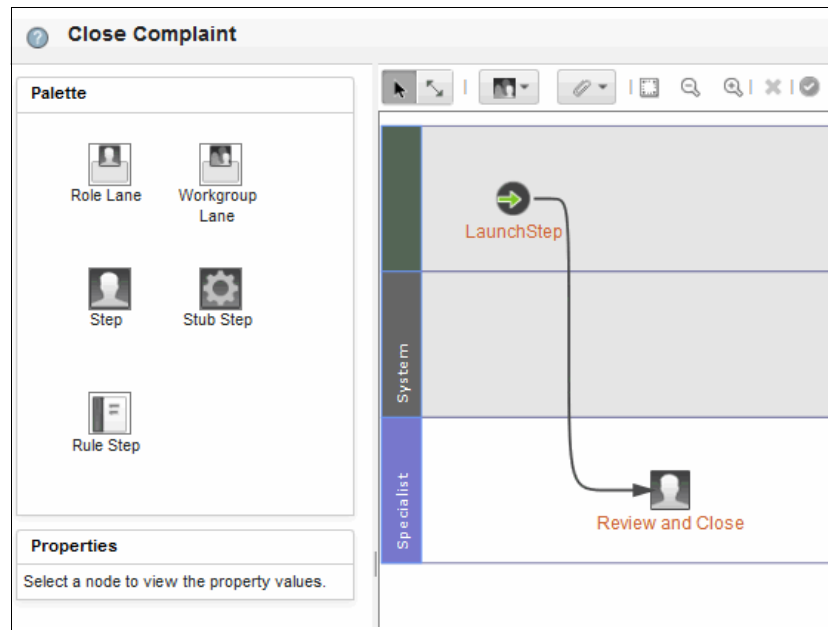 Close Complaint
Palette
Role Lane
Workgroup
Lane
Step
Stub Step
Rule Step
Properties
Select a node to view the property values.
LaunchStep
System
Specialist
Review and Close